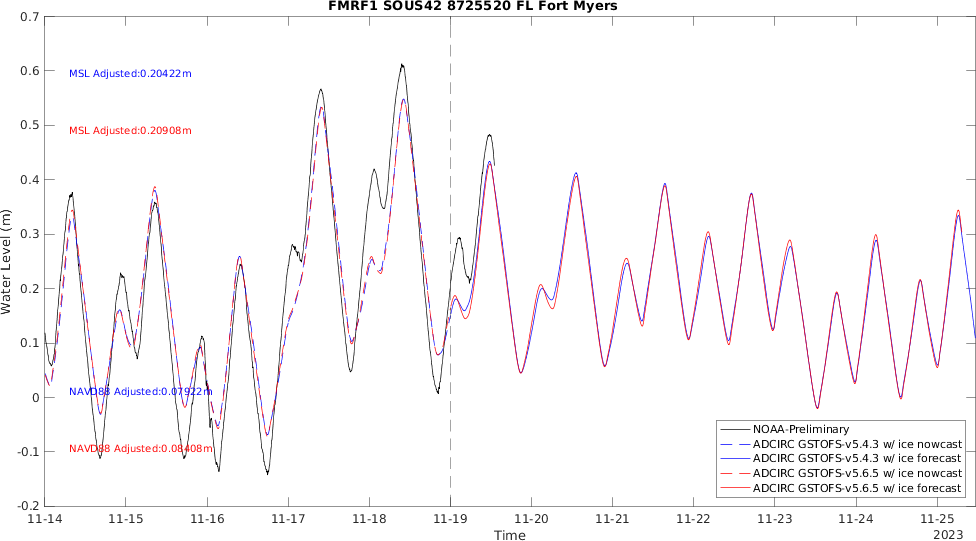 FMRF1 SOUS42 8725520 FL Fort Myers
0.7
0.6
0.5
0.4
0.3
0.2
0.1
0
-0.1
-0.2
Water Level (m)
MSL Adjusted:0.20422m
MSL Adjusted:0.20908m
NAVD88 Adjusted:0.07922m
NAVD88 Adjusted:0.08408m
NOAA-Preliminary
ADCIRC GSTOFS-v5.4.3 w/ ice nowcast
ADCIRC GSTOFS-v5.4.3 w/ ice forecast
ADCIRC GSTOFS-v5.6.5 w/ ice nowcast
ADCIRC GSTOFS-v5.6.5 w/ ice forecast
11-14 11-15 11-16 11-17 11-18 11-19 11-20 11-21 11-22 11-23 11-24 11-25
Time
2023